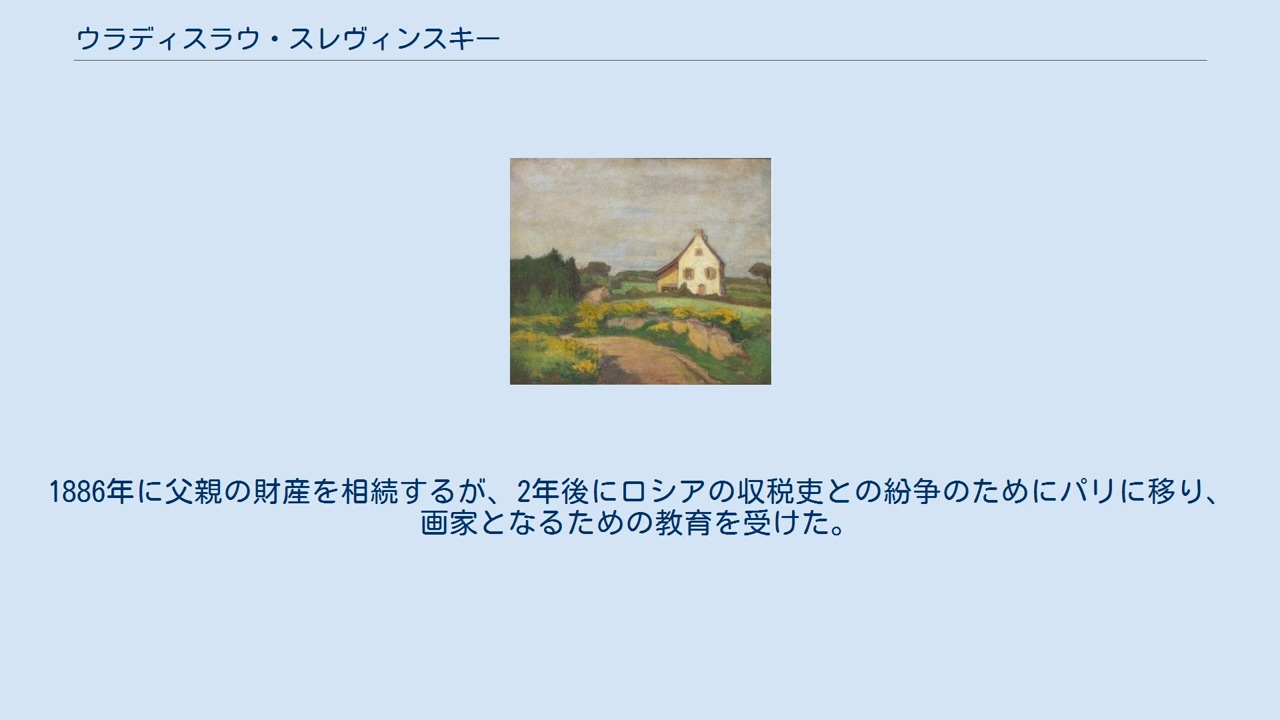 ウラディスラウ・スレヴィンスキー
1886年に父親の財産を相続するが、2年後にロシアの収税吏との紛争のためにパリに移り、
画家となるための教育を受けた。